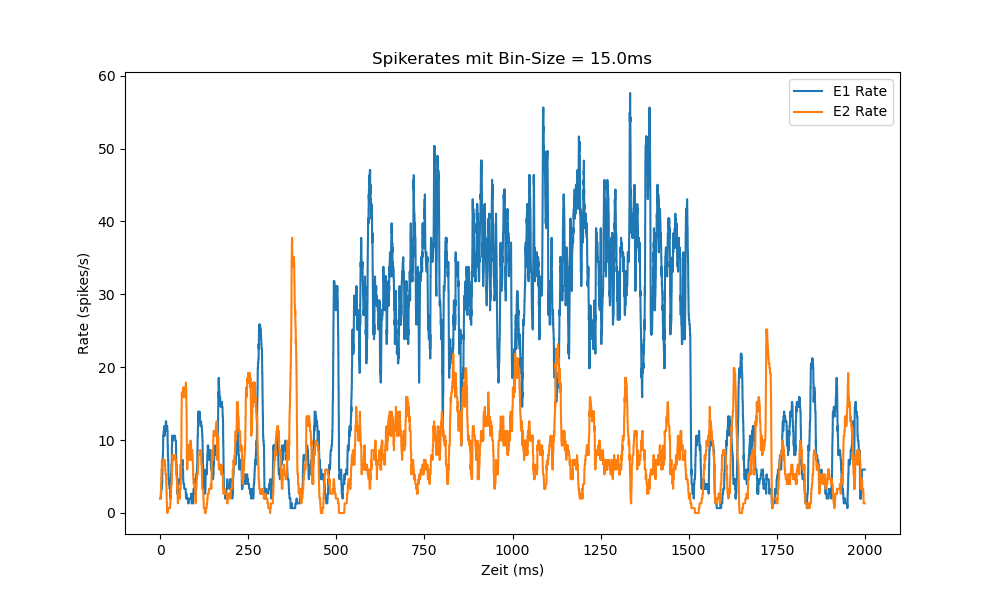 Spikerates mit Bin-Size = 15.0ms
E1 Rate
E2 Rate
60
50
40
30
20
10
0
Rate (spikes/s)
0 250 500 750 1000 1250 1500 1750 2000
Zeit (ms)